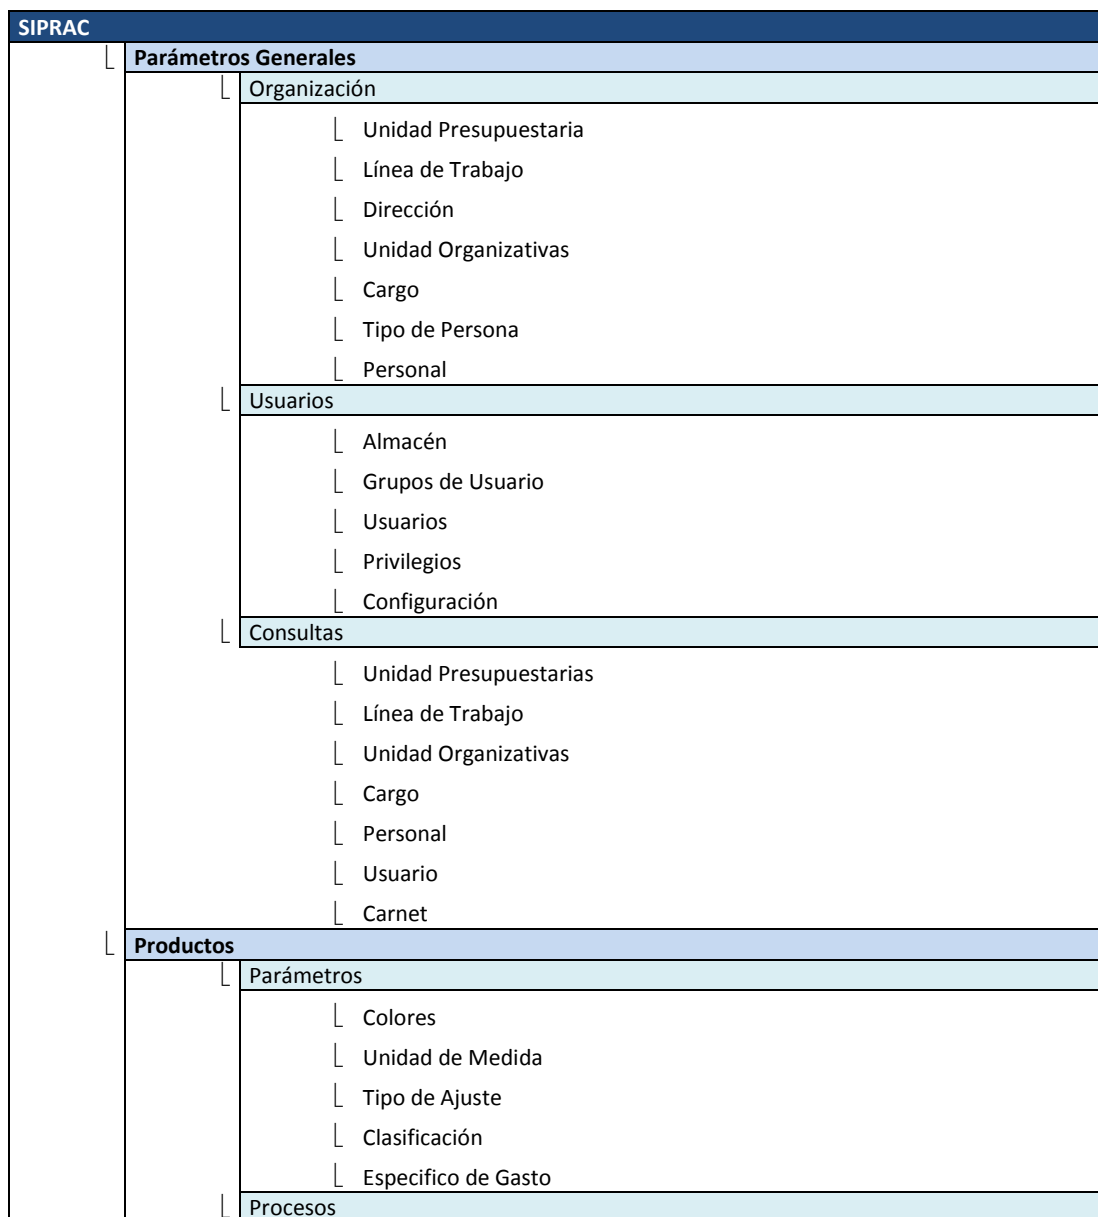 SIPRAC
Parámetros Generales
Organización
Unidad Presupuestaria
Línea de Trabajo
Dirección
Unidad Organizativas
Cargo
Tipo de Persona
Personal
Usuarios
Almacén
Grupos de Usuario
Usuarios
Privilegios
Configuración
Consultas
Unidad Presupuestarias
Línea de Trabajo
Unidad Organizativas
Cargo
Personal
Usuario
Carnet
Productos
Parámetros
Colores
Unidad de Medida
Tipo de Ajuste
Clasificación
Especifico de Gasto
Procesos